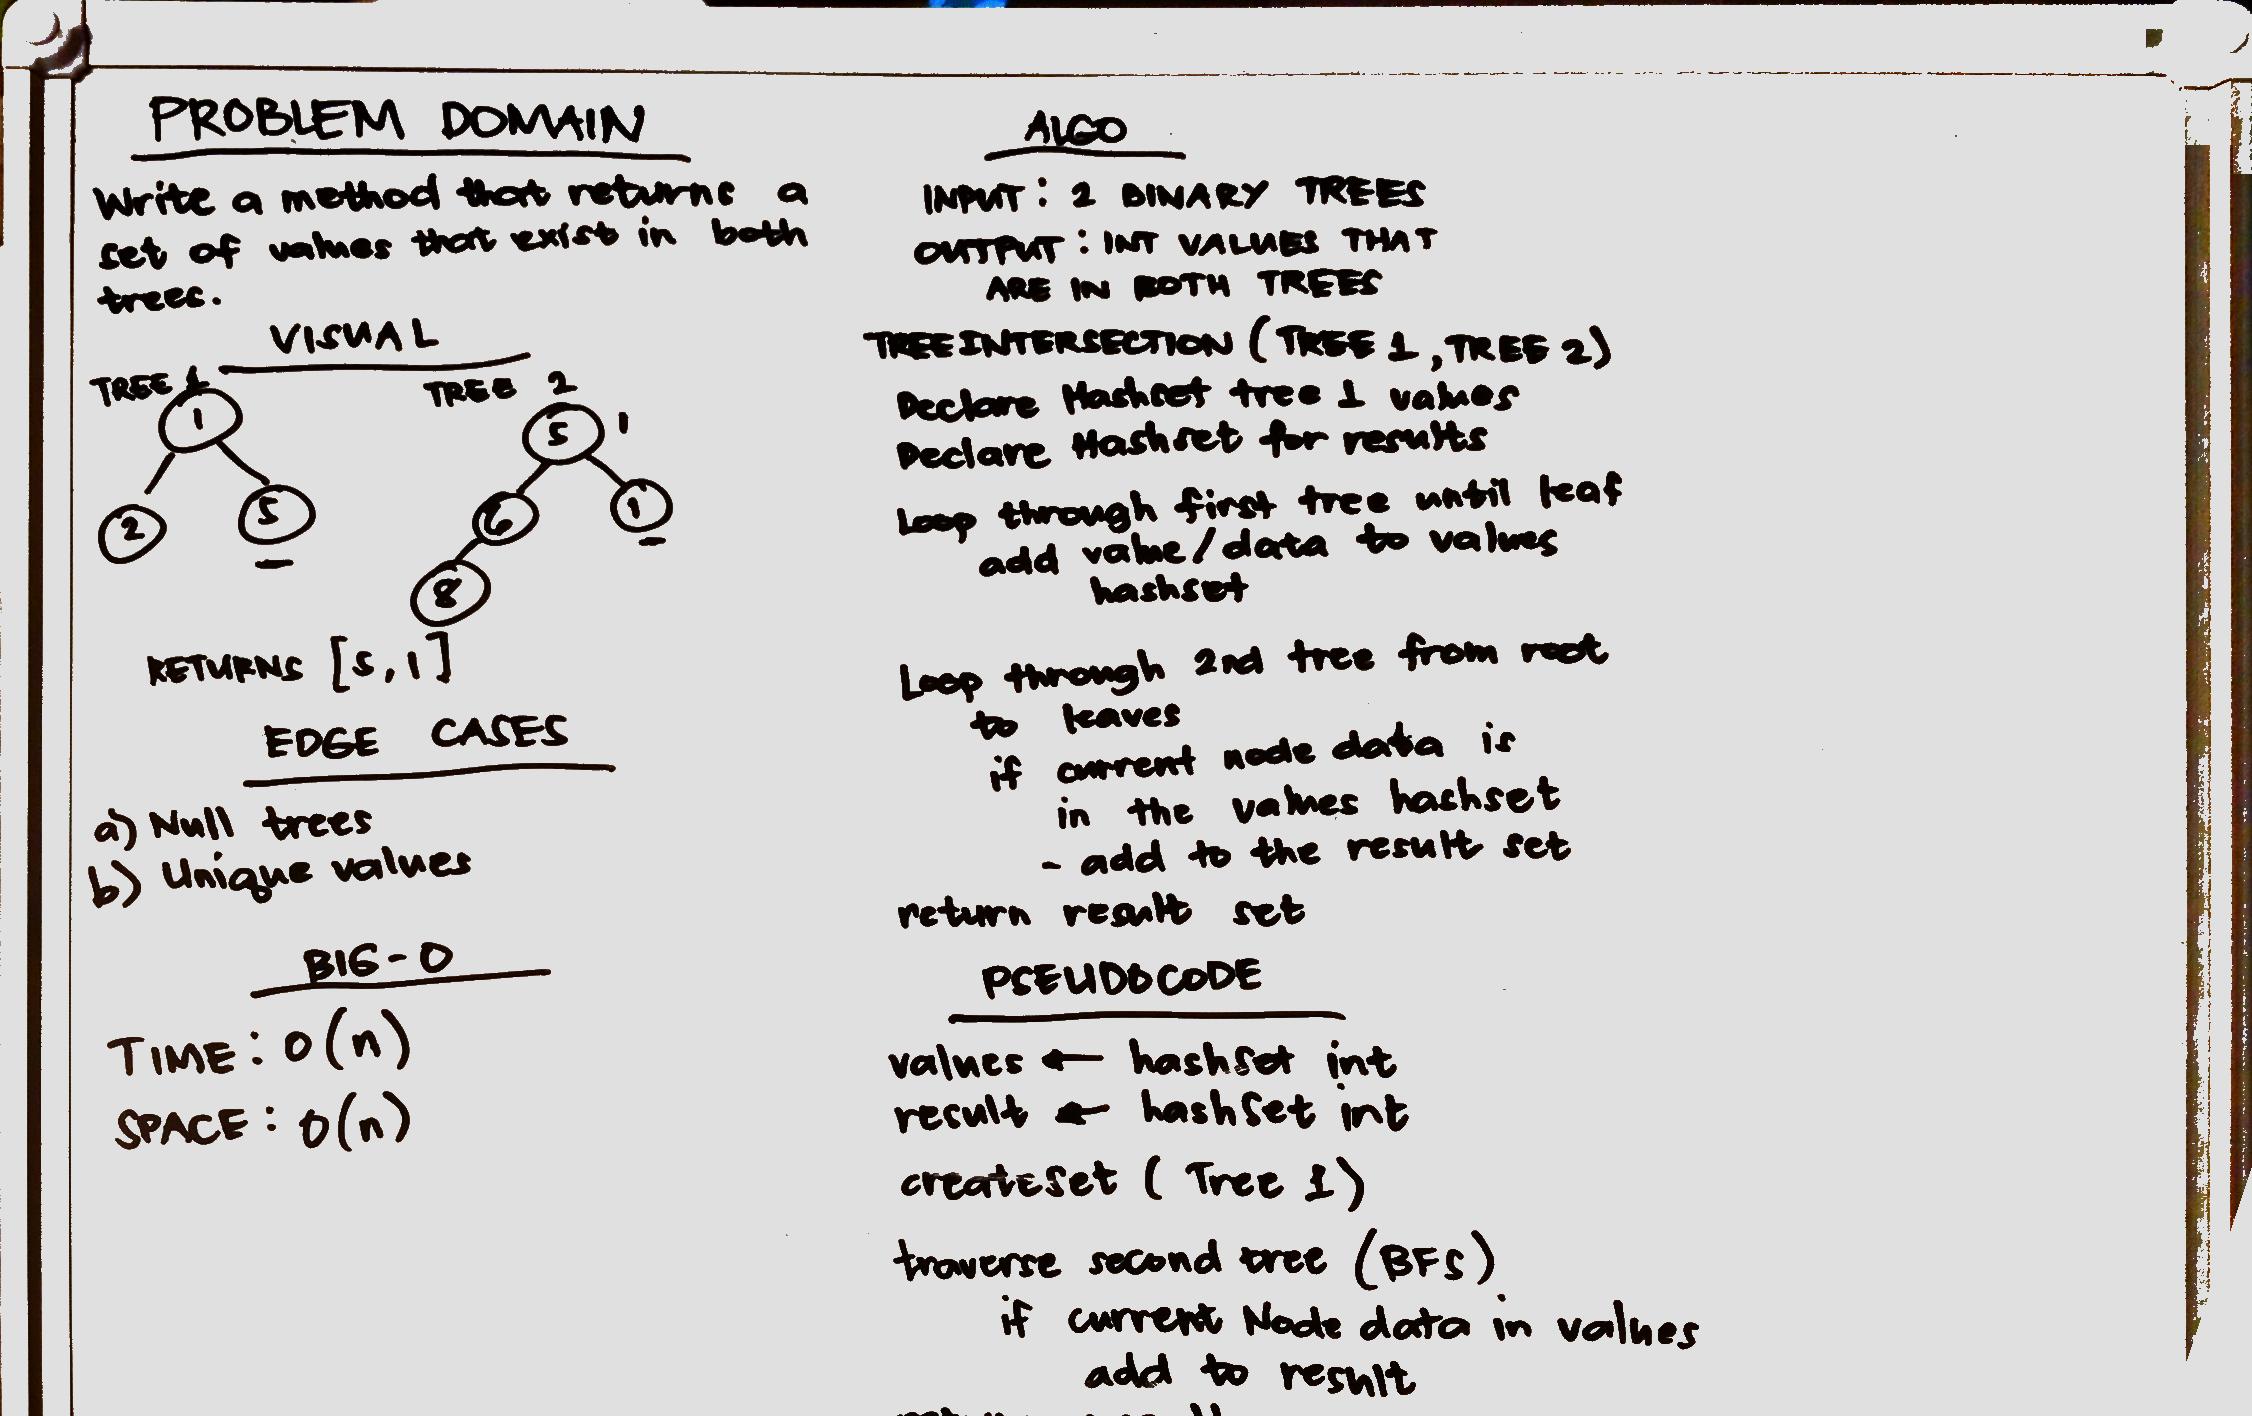 PROBLEM DOMAIN
Write a method that returns a
set of values that exist in both
trees.
VISUAL
TREE 1
1
2
5
TREE 2
5
1
6
1
8
RETURNS [5,1]
EDGE CASES
a) Null trees
b) Unique values
BIG-O
TIME: O(n)
SPACE: O(n)
ALGO
INPUT: 2 BINARY TREES
OUTPUT: INT VALUES THAT
ARE IN BOTH TREES
TREEINTERSECTION (TREE 1, TREE 2)
Declare Hashset tree 1 values
Declare Hashset for results
Loop through first tree until leaf
add value/data to values
hashset
Loop through 2nd tree from root
to leaves
if current node data is
in the values hashset
- add to the result set
return result set
PSEUDOCODE
values ← hashset int
result ← hashset int
createSet (Tree 1)
traverse second tree (BFS)
if current Node data in values
add to result